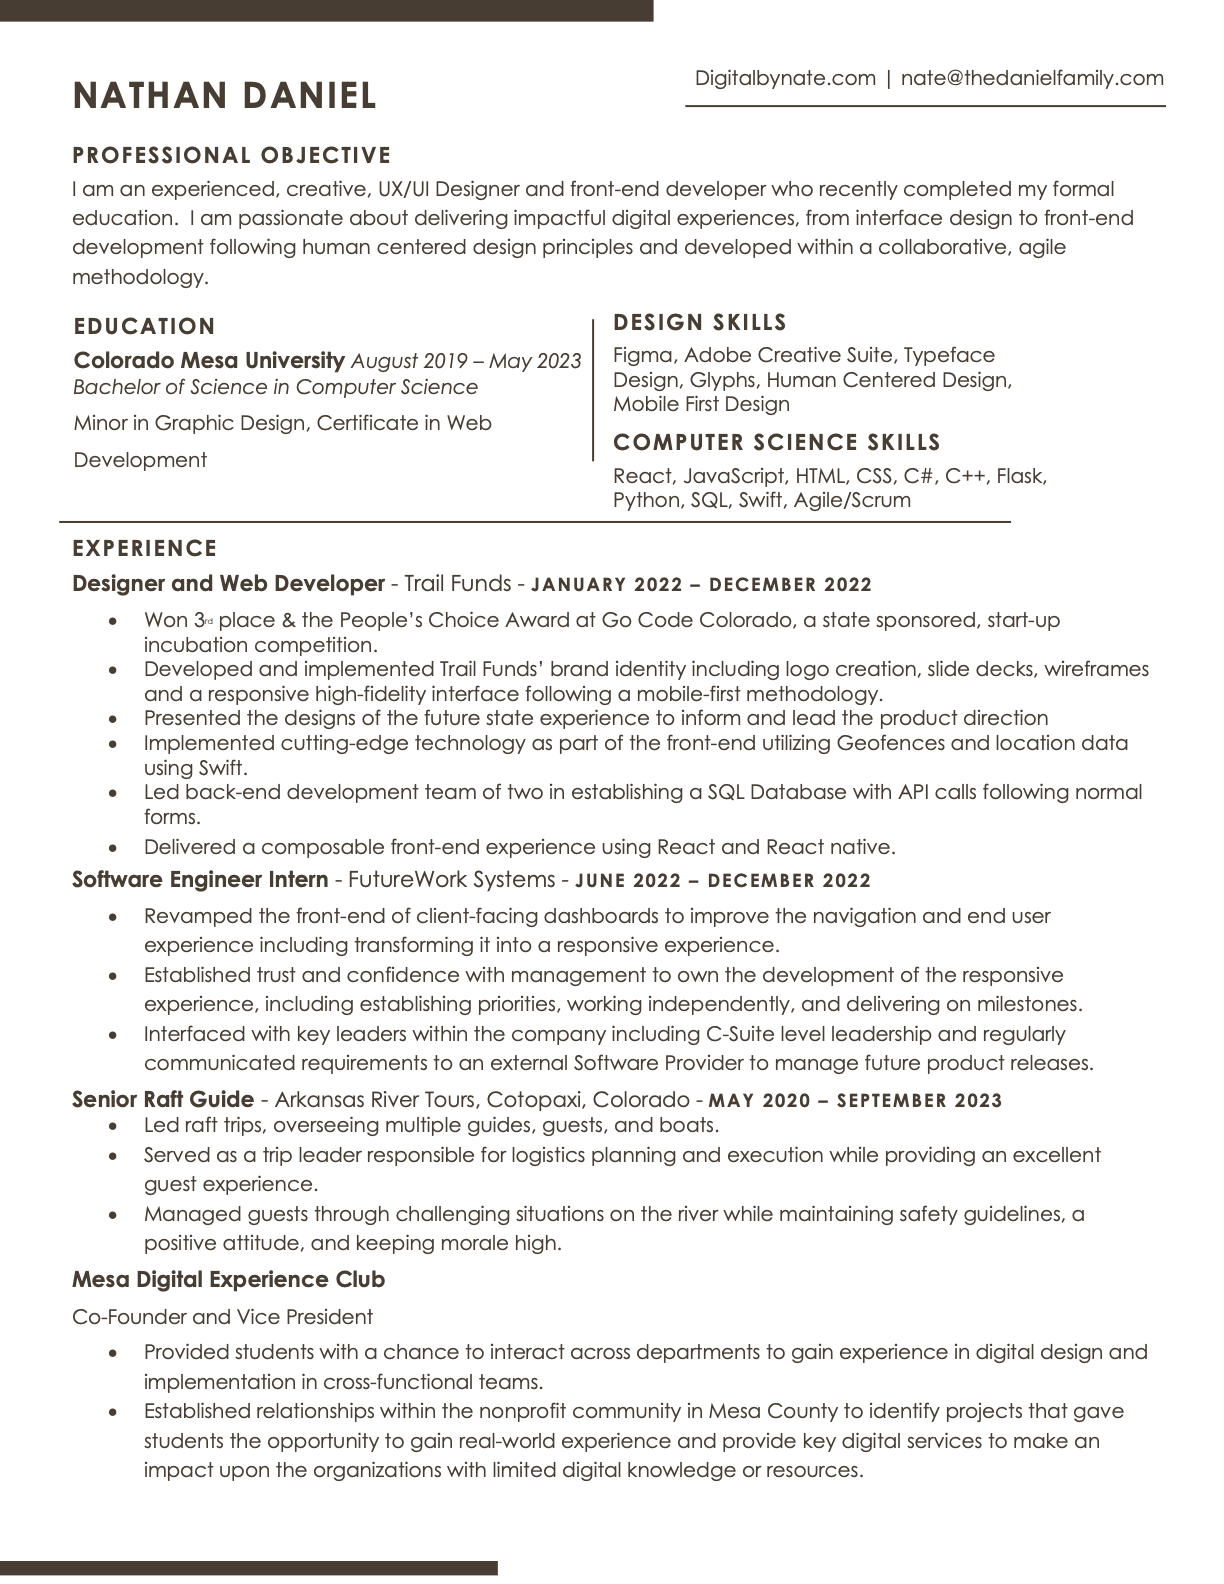 NATHAN DANIEL
Digitalbynate.com | nate@thedanielfamily.com
PROFESSIONAL OBJECTIVE
I am an experienced, creative, UX/UI Designer and front-end developer who recently completed my formal
education.  I am passionate about delivering impactful digital experiences, from interface design to front-end
development following human centered design principles and developed within a collaborative, agile
methodology.
EDUCATION
Colorado Mesa University August 2019 – May 2023
Bachelor of Science in Computer Science
Minor in Graphic Design, Certificate in Web
Development
DESIGN SKILLS
Figma, Adobe Creative Suite, Typeface
Design, Glyphs, Human Centered Design,
Mobile First Design
COMPUTER SCIENCE SKILLS
React, JavaScript, HTML, CSS, C#, C++, Flask,
Python, SQL, Swift, Agile/Scrum
EXPERIENCE
Designer and Web Developer - Trail Funds - JANUARY 2022 – DECEMBER 2022
• Won 3rd place & the People's Choice Award at Go Code Colorado, a state sponsored, start-up
incubation competition.
• Developed and implemented Trail Funds' brand identity including logo creation, slide decks, wireframes
and a responsive high-fidelity interface following a mobile-first methodology.
• Presented the designs of the future state experience to inform and lead the product direction
• Implemented cutting-edge technology as part of the front-end utilizing Geofences and location data
using Swift.
• Led back-end development team of two in establishing a SQL Database with API calls following normal
forms.
• Delivered a composable front-end experience using React and React native.
Software Engineer Intern - FutureWork Systems - JUNE 2022 – DECEMBER 2022
• Revamped the front-end of client-facing dashboards to improve the navigation and end user
experience including transforming it into a responsive experience.
• Established trust and confidence with management to own the development of the responsive
experience, including establishing priorities, working independently, and delivering on milestones.
• Interfaced with key leaders within the company including C-Suite level leadership and regularly
communicated requirements to an external Software Provider to manage future product releases.
Senior Raft Guide - Arkansas River Tours, Cotopaxi, Colorado - MAY 2020 – SEPTEMBER 2023
• Led raft trips, overseeing multiple guides, guests, and boats.
• Served as a trip leader responsible for logistics planning and execution while providing an excellent
guest experience.
• Managed guests through challenging situations on the river while maintaining safety guidelines, a
positive attitude, and keeping morale high.
Mesa Digital Experience Club
Co-Founder and Vice President
• Provided students with a chance to interact across departments to gain experience in digital design and
implementation in cross-functional teams.
• Established relationships within the nonprofit community in Mesa County to identify projects that gave
students the opportunity to gain real-world experience and provide key digital services to make an
impact upon the organizations with limited digital knowledge or resources.